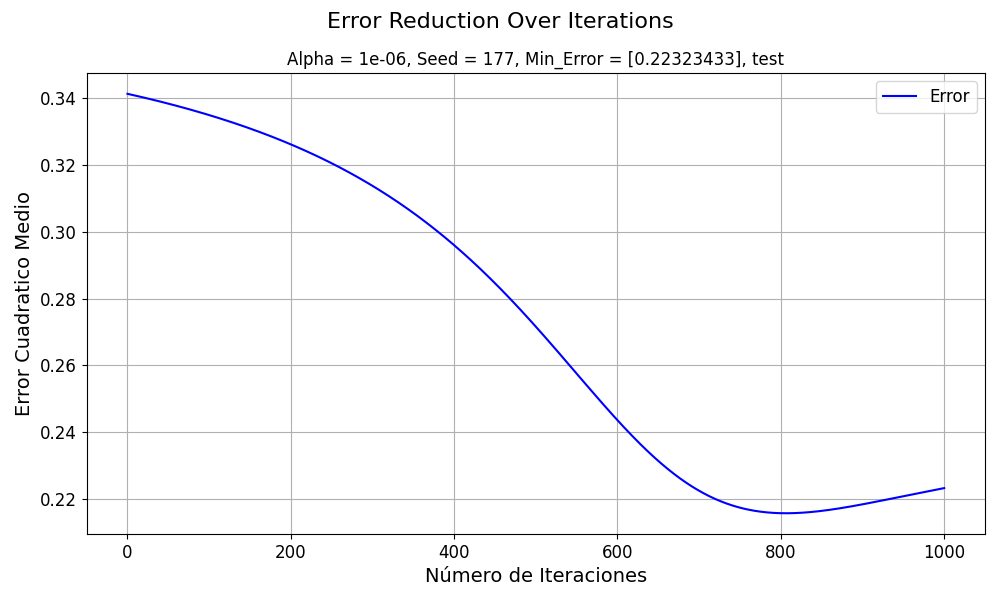 Error Reduction Over Iterations
Alpha = 1e-06, Seed = 177, Min_Error = [0.22323433], test
Error
Error Cuadratico Medio
0.34
0.32
0.30
0.28
0.26
0.24
0.22
0
200
400
600
800
1000
Número de Iteraciones